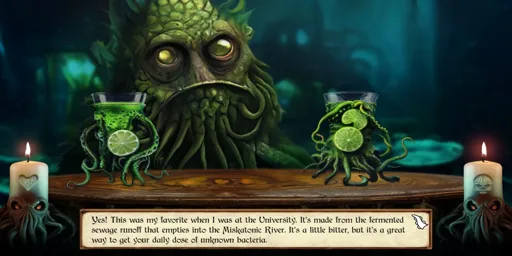 Yes! This was my favorite when I was at the University. It's made from the fermented
sewage runoff that empties into the Miskatonic River. It's a little bitter, but it's a great
way to get your daily dose of unknown bacteria.